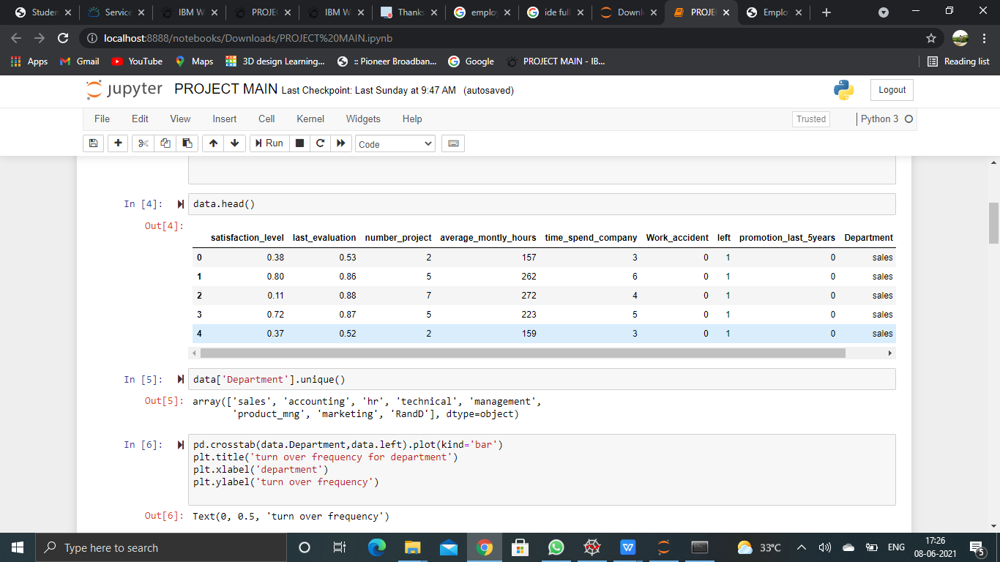 Studen Service IBM W PROJEC IBM W Thanks employ ide full Downl PROJEC Emplo
localhost:8888/notebooks/Downloads/PROJECT%20MAIN.ipynb
Apps Gmail YouTube Maps 3D design Learning... :: Pioneer Broadban... Google PROJECT MAIN - IB... Reading list
jupyter PROJECT MAIN Last Checkpoint: Last Sunday at 9:47 AM (autosaved) Logout
File Edit View Insert Cell Kernel Widgets Help Trusted Python 3
Run Code
In [4]: data.head()
Out[4]:
satisfaction_level last_evaluation number_project average_montly_hours time_spend_company Work_accident left promotion_last_5years Department
0 0.38 0.53 2 157 3 0 1 0 sales
1 0.80 0.86 5 262 6 0 1 0 sales
2 0.11 0.88 7 272 4 0 1 0 sales
3 0.72 0.87 5 223 5 0 1 0 sales
4 0.37 0.52 2 159 3 0 1 0 sales
In [5]: data['Department'].unique()
Out[5]: array(['sales', 'accounting', 'hr', 'technical', 'management',
'product_mng', 'marketing', 'RandD'], dtype=object)
In [6]: pd.crosstab(data.Department,data.left).plot(kind='bar')
plt.title('turn over frequency for department')
plt.xlabel('department')
plt.ylabel('turn over frequency')
Out[6]: Text(0, 0.5, 'turn over frequency')
Type here to search 33°C ENG 17:26
08-06-2021 5